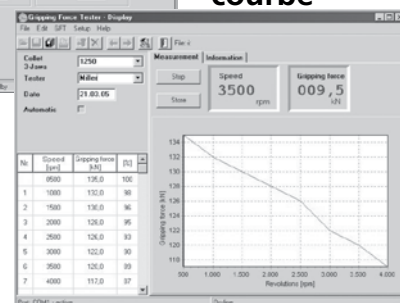 courbe
Gripping Force Tester - Display
File Edit GFT Setup Help
File:
Collet 1250
3-Jaws
Tester Miller
Date 21.03.05
Automatic
Measurement Information
Stop
Store
Speed
3500
rpm
Gripping force
009,5
kN
Nr. Speed [rpm] Gripping force [kN] [%]
0500 135,0 100
1 1000 132,0 98
2 1500 130,0 96
3 2000 128,0 95
4 2500 126,0 93
5 3000 122,0 90
6 3500 120,0 89
7 4000 117,0 87
Gripping force [kN]
134
132
130
128
126
124
122
120
118
500 1.000 1.500 2.000 2.500 3.000 3.500 4.000
Revolutions [rpm]